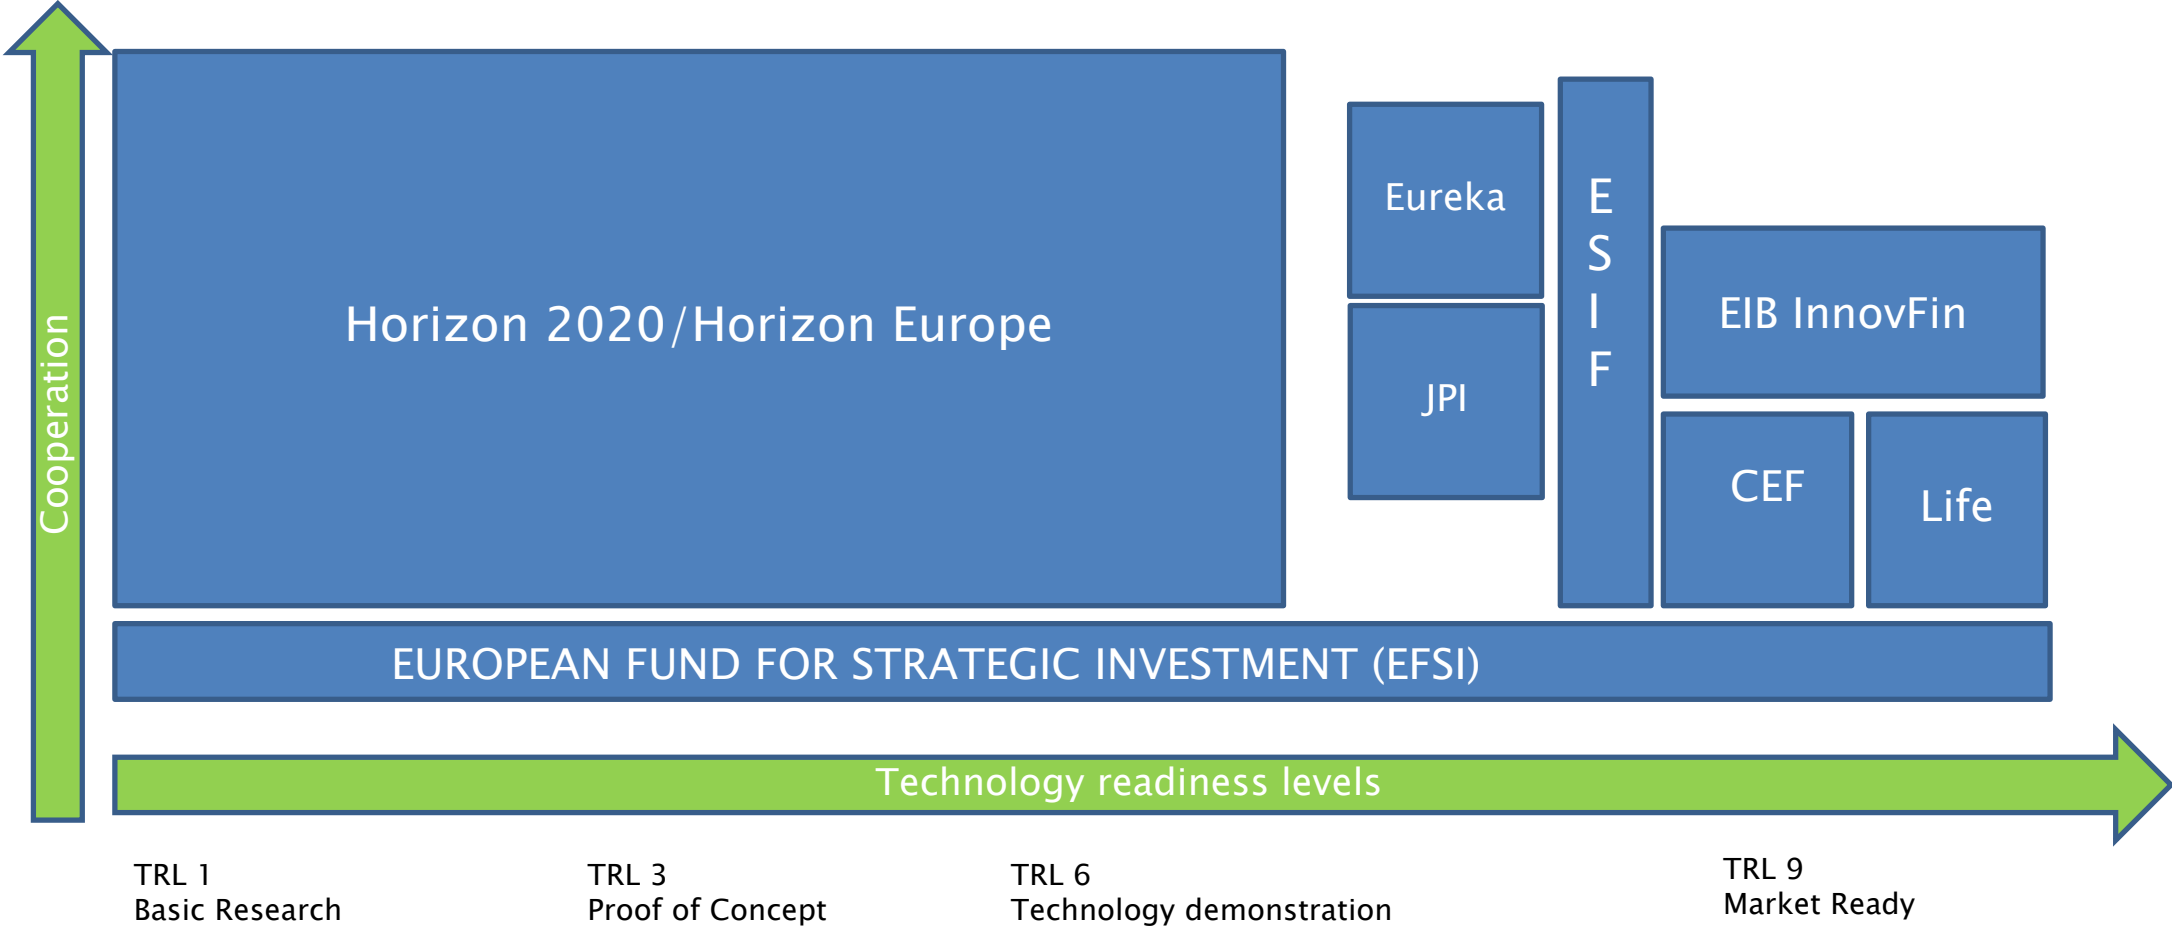 Cooperation
Horizon 2020/Horizon Europe
Eureka
JPI
E
S
I
F
EIB InnovFin
CEF
Life
EUROPEAN FUND FOR STRATEGIC INVESTMENT (EFSI)
Technology readiness levels
TRL 1
Basic Research
TRL 3
Proof of Concept
TRL 6
Technology demonstration
TRL 9
Market Ready